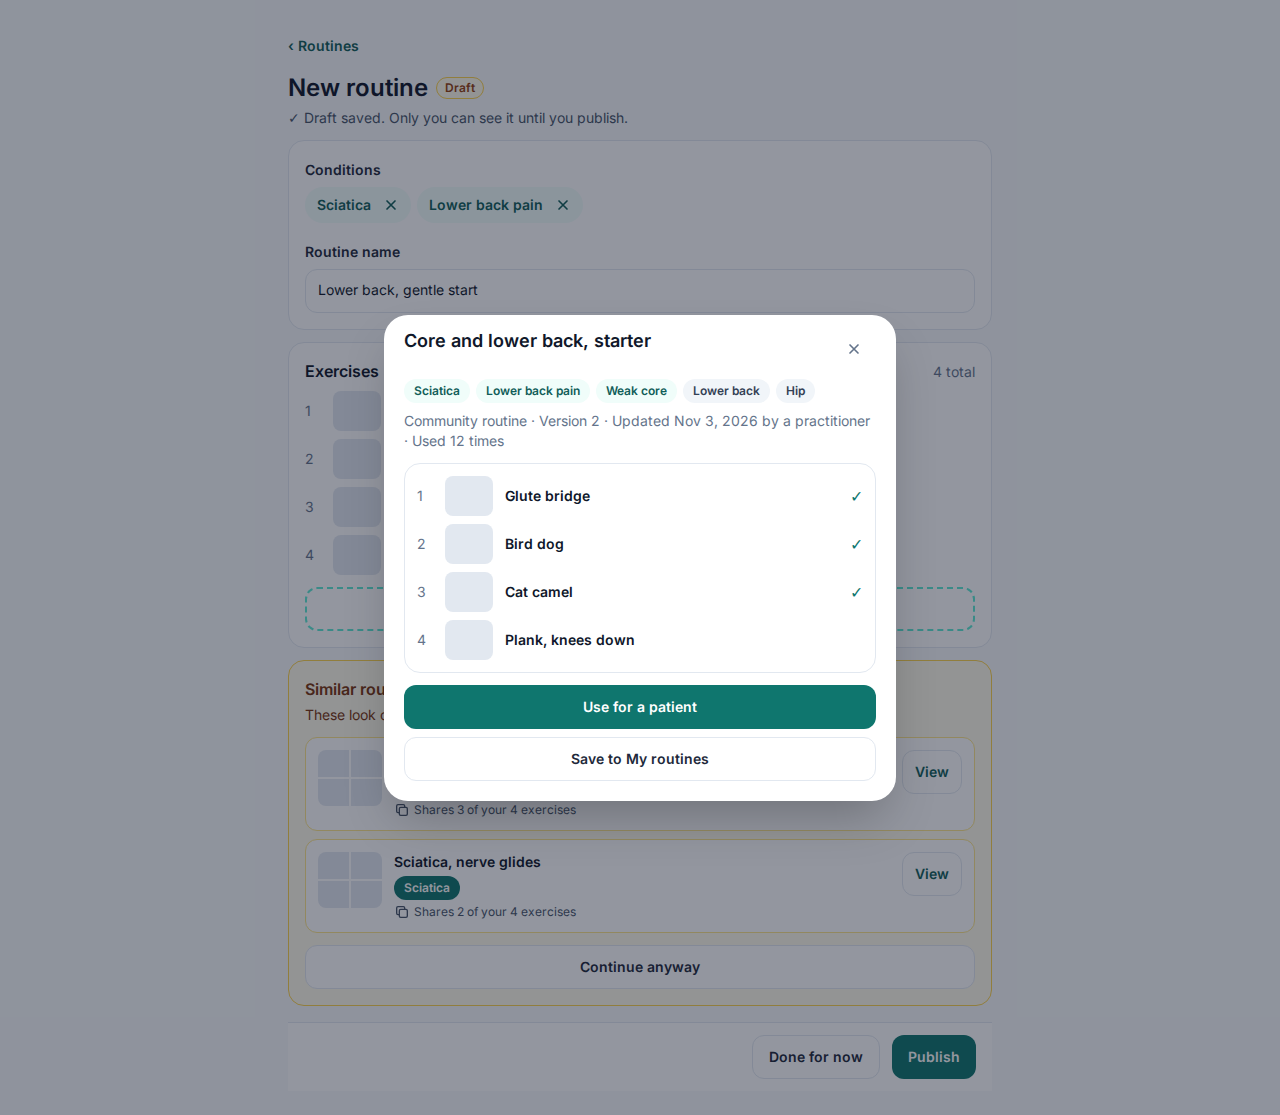 ‹ Routines
New routine Draft
✓ Draft saved. Only you can see it until you publish.
Conditions
Sciatica ✕ Lower back pain ✕
Routine name
Lower back, gentle start
Exercises 4 total
1
2
3
4
Core and lower back, starter ✕
Sciatica Lower back pain Weak core Lower back Hip
Community routine · Version 2 · Updated Nov 3, 2026 by a practitioner
· Used 12 times
1 Glute bridge ✓
2 Bird dog ✓
3 Cat camel ✓
4 Plank, knees down
Use for a patient
Save to My routines
Similar rou
These look
View
Shares 3 of your 4 exercises
Sciatica, nerve glides
Sciatica
Shares 2 of your 4 exercises
View
Continue anyway
Done for now Publish